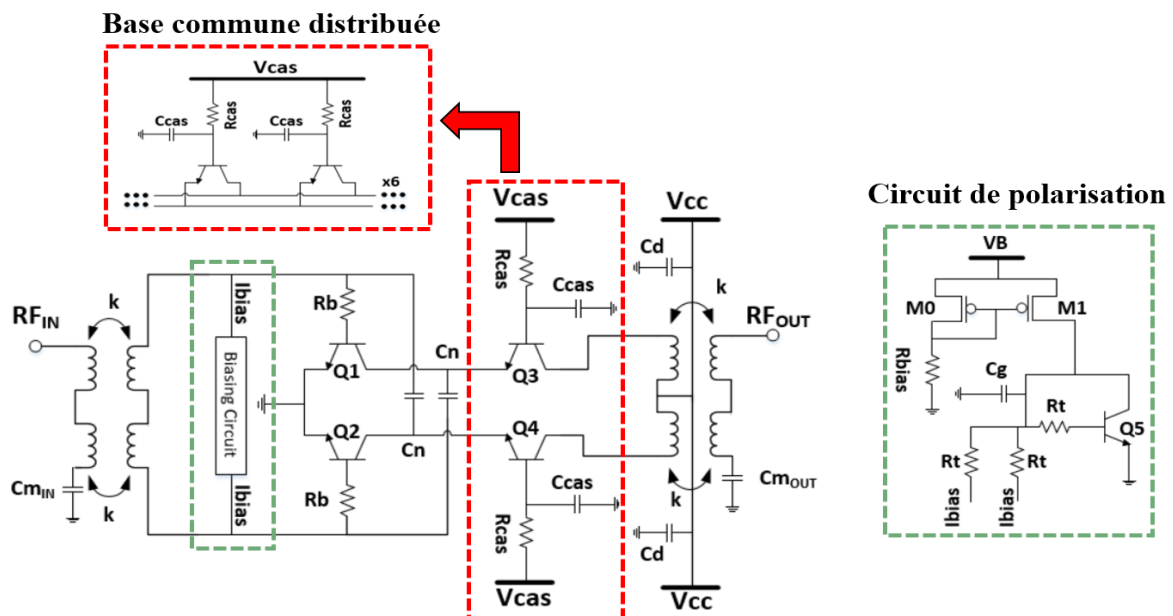 Base commune distribuée
Vcas
Ccas
Rcas
Ccas
Rcas
x6
Vcas
Rcas
Ccas
Vcc
Cd
k
RF_OUT
RF_IN
k
Ibias
Biasing Circuit
Ibias
Rb
Q1
Cn
Q3
Q2
Cn
Q4
Rb
Ccas
Rcas
Vcas
Cm_IN
k
k
Cm_OUT
Cd
Vcc
Circuit de polarisation
VB
M0
M1
Rbias
Cg
Rt
Q5
Rt
Rt
Ibias
Ibias